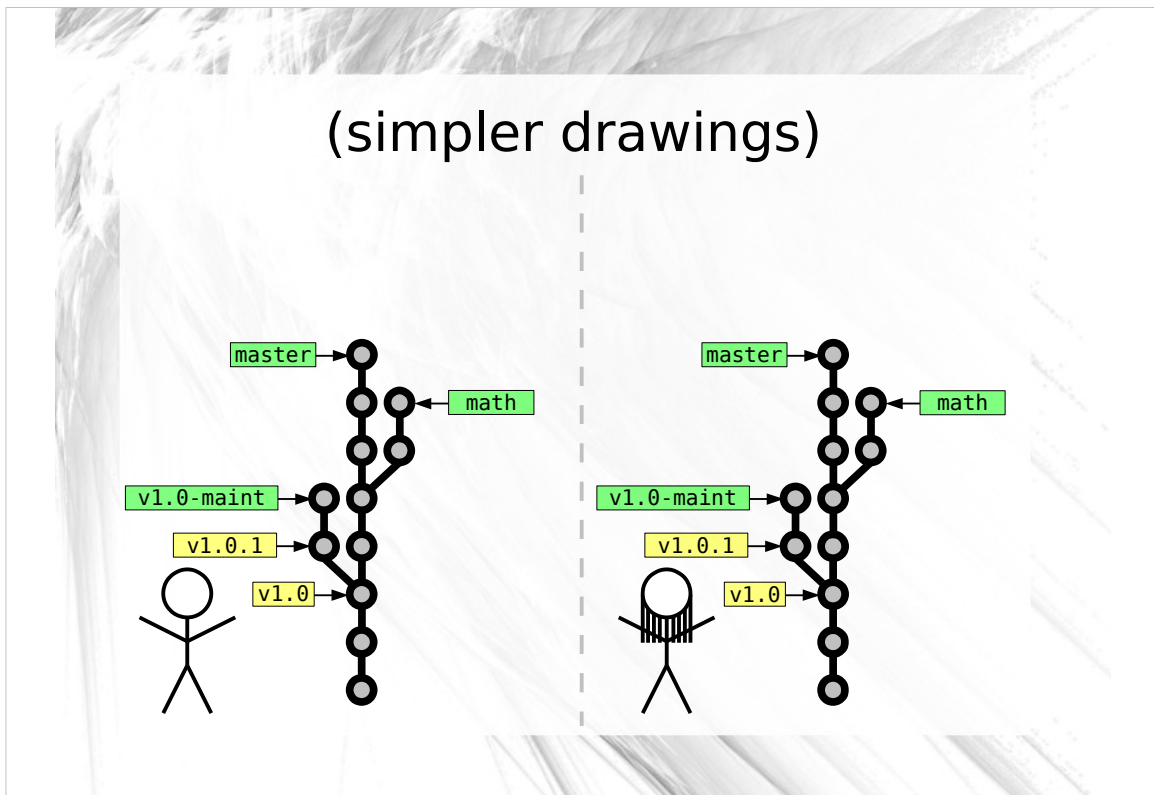 (simpler drawings)
master
math
v1.0-maint
v1.0.1
v1.0
master
math
v1.0-maint
v1.0.1
v1.0